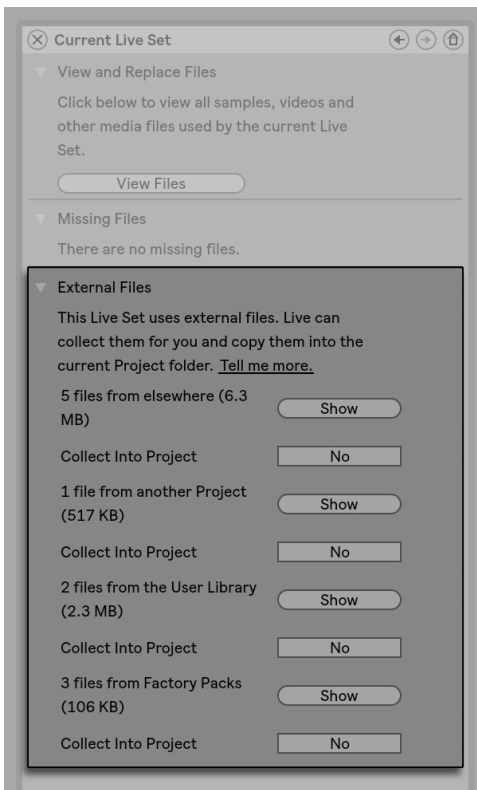 Current Live Set
View and Replace Files
Click below to view all samples, videos and
other media files used by the current Live
Set.
View Files
Missing Files
There are no missing files.
External Files
This Live Set uses external files. Live can
collect them for you and copy them into the
current Project folder. Tell me more.
5 files from elsewhere (6.3
MB)
Show
Collect Into Project
No
1 file from another Project
(517 KB)
Show
Collect Into Project
No
2 files from the User Library
(2.3 MB)
Show
Collect Into Project
No
3 files from Factory Packs
(106 KB)
Show
Collect Into Project
No